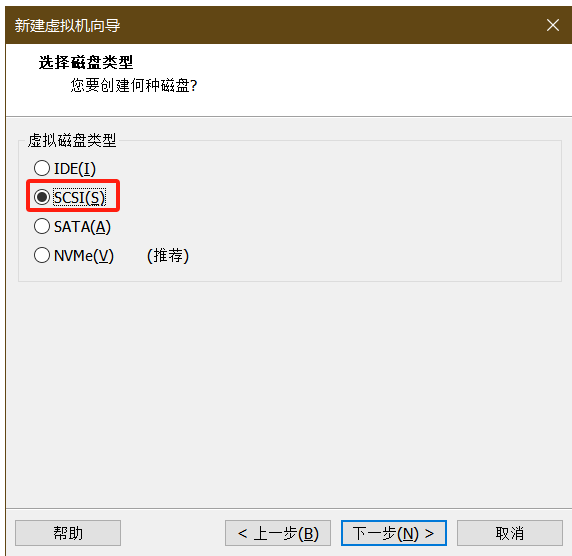 新建虚拟机向导
选择磁盘类型
您要创建何种磁盘?
虚拟磁盘类型
IDE(I)
SCSI(S)
SATA(A)
NVMe(V) (推荐)
帮助 < 上一步(B) 下一步(N) > 取消